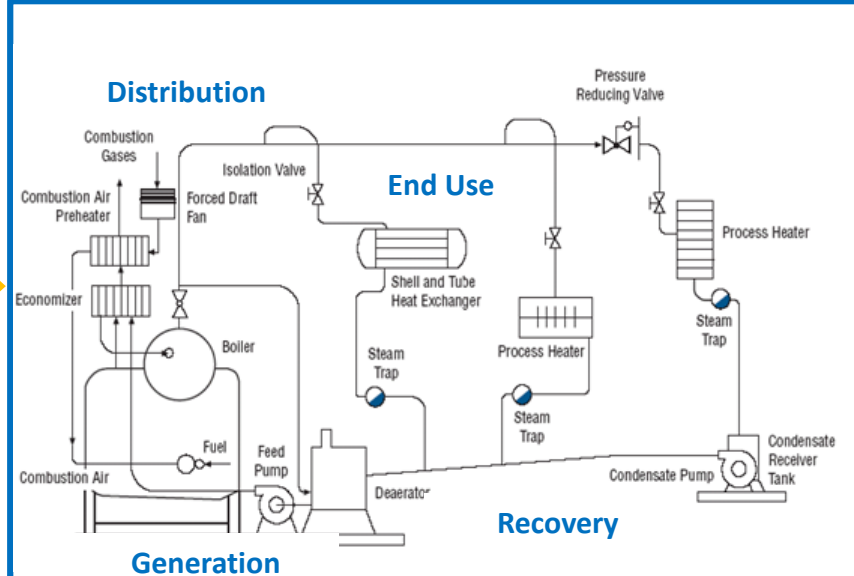 Distribution
Pressure
Reducing Valve
Combustion
Gases
Isolation Valve
End Use
Combustion Air
Preheater
Forced Draft
Fan
Process Heater
Shell and Tube
Heat Exchanger
Economizer
Boiler
Steam
Trap
Process Heater
Steam
Trap
Steam
Trap
Fuel
Feed
Pump
Combustion Air
Deaerator
Condensate Pump
Condensate
Receiver
Tank
Recovery
Generation